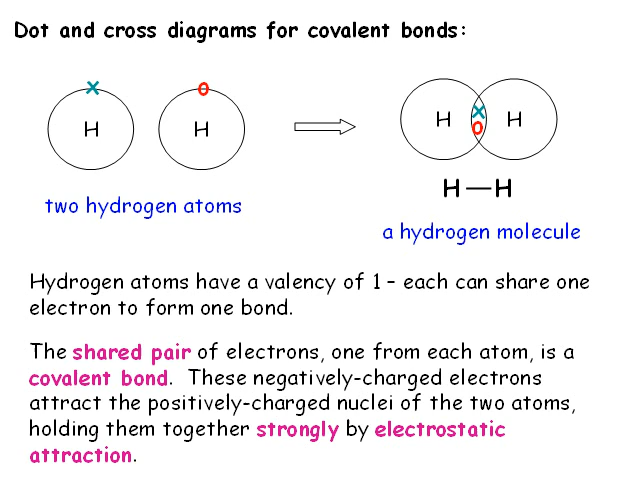 Dot and cross diagrams for covalent bonds:
x o
H H H x o H
H—H
two hydrogen atoms
a hydrogen molecule
Hydrogen atoms have a valency of 1 – each can share one
electron to form one bond.
The shared pair of electrons, one from each atom, is a
covalent bond. These negatively-charged electrons
attract the positively-charged nuclei of the two atoms,
holding them together strongly by electrostatic
attraction.